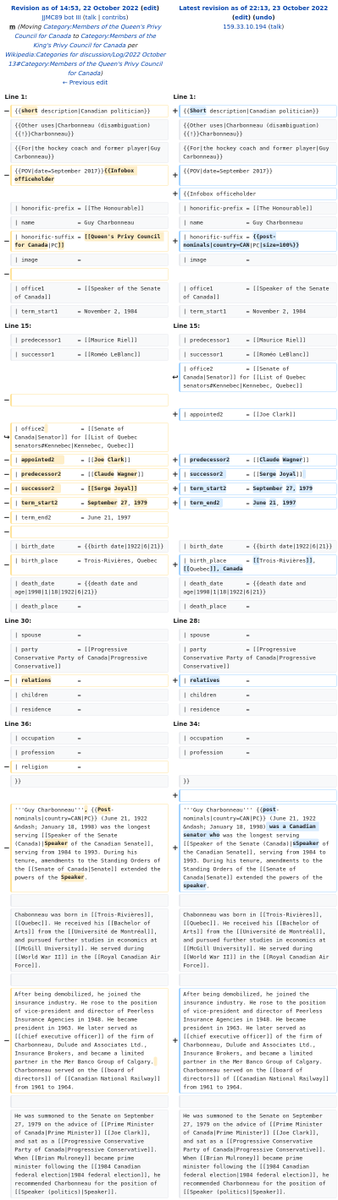 Revision as of 14:53, 22 October 2022 (edit)
JJMC89 bot III (talk | contribs)
m (Moving Category:Members of the Queen's Privy
Council for Canada to Category:Members of the
King's Privy Council for Canada per
Wikipedia:Categories for discussion/Log/2022 October
13#Category:Members of the Queen's Privy Council
for Canada)
← Previous edit
Latest revision as of 22:13, 23 October 2022
(edit) (undo)
159.33.10.194 (talk)
Line 1:
Line 1:
− {{short description|Canadian politician}}
+ {{Short description|Canadian politician}}
{{Other uses|Charbonneau (disambiguation)
{{!}}Charbonneau}}
{{Other uses|Charbonneau (disambiguation)
{{!}}Charbonneau}}
{{For|the hockey coach and former player|Guy
Carbonneau}}
{{For|the hockey coach and former player|Guy
Carbonneau}}
− {{POV|date=September 2017}}{{Infobox
officeholder
+ {{POV|date=September 2017}}
+ {{Infobox officeholder
| honorific-prefix = [[The Honourable]]
| honorific-prefix = [[The Honourable]]
| name = Guy Charbonneau
| name = Guy Charbonneau
− | honorific-suffix = [[Queen's Privy Council
for Canada|PC]]
+ | honorific-suffix = {{post-
nominals|country=CAN|PC|size=100%}}
| image =
| image =
−
| office1 = [[Speaker of the Senate
of Canada]]
| office1 = [[Speaker of the Senate
of Canada]]
| term_start1 = November 2, 1984
| term_start1 = November 2, 1984
Line 15:
Line 15:
| predecessor1 = [[Maurice Riel]]
| predecessor1 = [[Maurice Riel]]
| successor1 = [[Roméo LeBlanc]]
| successor1 = [[Roméo LeBlanc]]
| office2 = [[Senate of
Canada|Senator]] for [[List of Quebec
senators#Kennebec|Kennebec, Quebec]]
−
+ | appointed2 = [[Joe Clark]]
| office2 = [[Senate of
Canada|Senator]] for [[List of Quebec
senators#Kennebec|Kennebec, Quebec]]
− | appointed2 = [[Joe Clark]]
+ | predecessor2 = [[Claude Wagner]]
− | predecessor2 = [[Claude Wagner]]
+ | successor2 = [[Serge Joyal]]
− | successor2 = [[Serge Joyal]]
+ | term_start2 = September 27, 1979
− | term_start2 = September 27, 1979
+ | term_end2 = June 21, 1997
| term_end2 = June 21, 1997
−
| birth_date = {{birth date|1922|6|21}}
| birth_date = {{birth date|1922|6|21}}
− | birth_place = Trois-Rivières, Quebec
+ | birth_place = [[Trois-Rivieres]],
[[Quebec]], Canada
| death_date = {{death date and
age|1998|1|18|1922|6|21}}
| death_date = {{death date and
age|1998|1|18|1922|6|21}}
| death_place =
| death_place =
Line 30:
Line 28:
| spouse =
| spouse =
| party = [[Progressive
Conservative Party of Canada|Progressive
Conservative]]
| party = [[Progressive
Conservative Party of Canada|Progressive
Conservative]]
− | relations =
+ | relatives =
| children =
| children =
| residence =
| residence =
Line 36:
Line 34:
| occupation =
| occupation =
| profession =
| profession =
− | religion =
}}
}}
+
− '''Guy Charbonneau''', {{Post-
nominals|country=CAN|PC}} (June 21, 1922
&ndash; January 18, 1998) was the longest
serving [[Speaker of the Senate
(Canada)|Speaker of the Canadian Senate]],
serving from 1984 to 1993. During his
tenure, amendments to the Standing Orders of
the [[Senate of Canada|Senate]] extended the
powers of the Speaker.
+ '''Guy Charbonneau''' {{post-
nominals|country=CAN|PC}} (June 21, 1922
&ndash; January 18, 1998) was a Canadian
senator who was the longest serving
[[Speaker of the Senate (Canada)|Speaker of
the Canadian Senate]], serving from 1984 to
1993. During his tenure, amendments to the
Standing Orders of the [[Senate of
Canada|Senate]] extended the powers of the
speaker.
Chabonneau was born in [[Trois-Rivières]],
[[Quebec]]. He received his [[Bachelor of
Arts]] from the [[Université de Montréal]],
and pursued further studies in economics at
[[McGill University]]. He served during
[[World War II]] in the [[Royal Canadian Air
Force]].
Chabonneau was born in [[Trois-Rivières]],
[[Quebec]]. He received his [[Bachelor of
Arts]] from the [[Université de Montréal]],
and pursued further studies in economics at
[[McGill University]]. He served during
[[World War II]] in the [[Royal Canadian Air
Force]].
− After being demobilized, he joined the
insurance industry. He rose to the position
of vice-president and director of Peerless
Insurance Agencies in 1948. He became
president in 1963. He later served as
[[chief executive officer]] of the firm of
Charbonneau, Dulude and Associates Ltd.,
Insurance Brokers, and became a limited
partner in the Mer Banco Group of Calgary.
Charbonneau served on the [[board of
directors]] of [[Canadian National Railway]]
from 1961 to 1964.
+ After being demobilized, he joined the
insurance industry. He rose to the position
of vice-president and director of Peerless
Insurance Agencies in 1948. He became
president in 1963. He later served as
[[chief executive officer]] of the firm of
Charbonneau, Dulude and Associates Ltd.,
Insurance Brokers, and became a limited
partner in the Mer Banco Group of Calgary.
Charbonneau served on the [[board of
directors]] of [[Canadian National Railway]]
from 1961 to 1964.
He was summoned to the Senate on September
27, 1979 on the advice of [[Prime Minister
of Canada|Prime Minister]] [[Joe Clark]],
and sat as a [[Progressive Conservative
Party of Canada|Progressive Conservative]].
When [[Brian Mulroney]] became prime
minister following the [[1984 Canadian
federal election|1984 election]], he
recommended Charbonneau for the position of
[[Speaker (politics)|Speaker]].
He was summoned to the Senate on September
27, 1979 on the advice of [[Prime Minister
of Canada|Prime Minister]] [[Joe Clark]],
and sat as a [[Progressive Conservative
Party of Canada|Progressive Conservative]].
When [[Brian Mulroney]] became prime
minister following the [[1984 Canadian
federal election|1984 election]], he
recommended Charbonneau for the position of
[[Speaker (politics)|Speaker]].